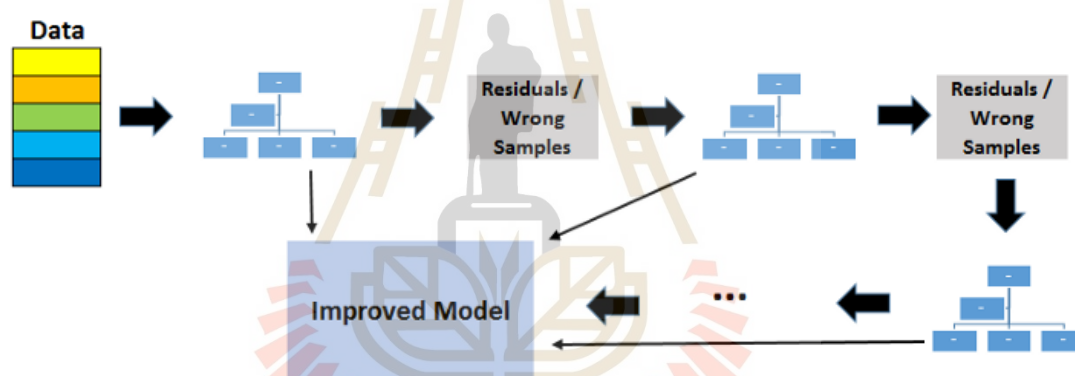 Data
Residuals /
Wrong
Samples
Residuals /
Wrong
Samples
Improved Model
...